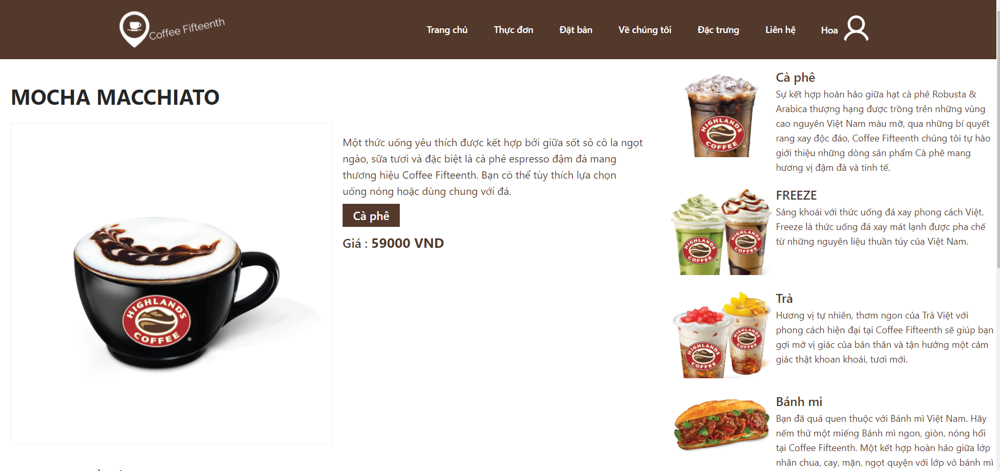 Coffee Fifteenth
Trang chủ
Thực đơn
Đặt bàn
Về chúng tôi
Đặc trưng
Liên hệ
Hoa
MOCHA MACCHIATO
HIGHLANDS
COFFEE
®
Một thức uống yêu thích được kết hợp bởi giữa sốt sô cô la ngọt
ngào, sữa tươi và đặc biệt là cà phê espresso đậm đà mang
thương hiệu Coffee Fifteenth. Bạn có thể tùy thích lựa chọn
uống nóng hoặc dùng chung với đá.
Cà phê
Giá : 59000 VND
HIGHLANDS
COFFEE
Cà phê
Sự kết hợp hoàn hảo giữa hạt cà phê Robusta &
Arabica thượng hạng được trồng trên những vùng
cao nguyên Việt Nam màu mỡ, qua những bí quyết
rang xay độc đáo, Coffee Fifteenth chúng tôi tự hào
giới thiệu những dòng sản phẩm Cà phê mang
hương vị đậm đà và tinh tế.
HIGHLANDS
COFFEE
HIGHLANDS
COFFEE
FREEZE
Sảng khoái với thức uống đá xay phong cách Việt.
Freeze là thức uống đá xay mát lạnh được pha chế
từ những nguyên liệu thuần túy của Việt Nam.
HIGHLANDS
COFFEE
HIGHLANDS
COFFEE
Trà
Hương vị tự nhiên, thơm ngon của Trà Việt với
phong cách hiện đại tại Coffee Fifteenth sẽ giúp bạn
gợi mở vị giác của bản thân và tận hưởng một cảm
giác thật khoan khoái, tươi mới.
Bánh mì
Bạn đã quá quen thuộc với Bánh mì Việt Nam. Hãy
nếm thử một miếng Bánh mì ngon, giòn, nóng hổi
tại Coffee Fifteenth. Một kết hợp hoàn hảo giữa lớp
nhân chua, cay, mặn, ngọt quyện với lớp vỏ bánh mì